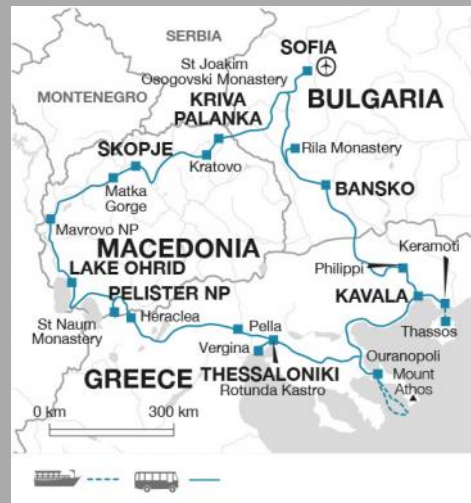 SERBIA
SOFIA
St Joakim
Osogovski Monastery
MONTENEGRO
KRIVA
PALANKA
BULGARIA
SKOPJE
Rila Monastery
Kratovo
Matka
Gorge
BANSKO
Mavrovo NP
MACEDONIA
Keramoti
LAKE OHRID
Philippi
PELISTER NP
KAVALA
St Naum
Monastery
Heraclea
Pella
Thassos
Vergina
Ouranopoli
GREECE
THESSALONIKI
Mount
Athos
Rotunda Kastro
0 km
300 km